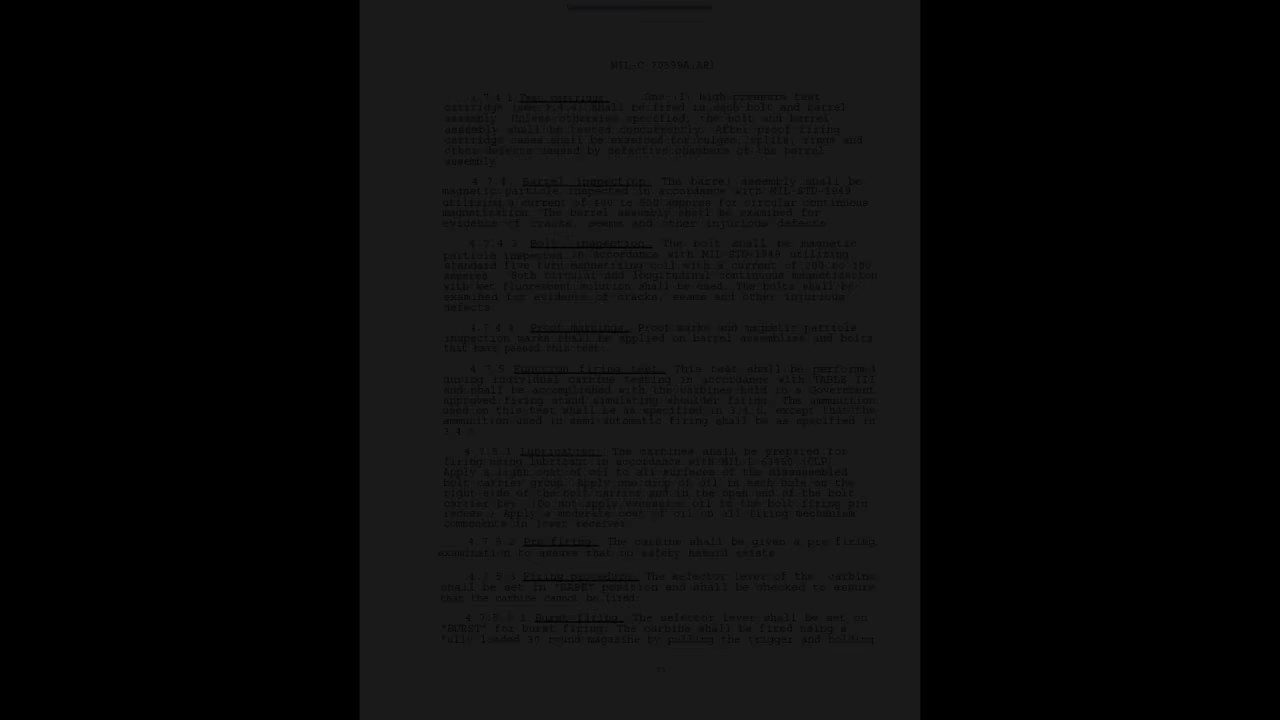 MIL-C-70599A(AR)
4.7.4.1 Test cartridge. One (1) high-pressure test
cartridge (see 3.4.7) shall be fired in each bolt and barrel
assembly. Unless otherwise specified, the bolt and barrel
assembly shall be tested concurrently. After proof firing
cartridge cases shall be examined for bulges, splits, rings and
other defects caused by defective chambers of the barrel
assembly.
4.7.4.2 Barrel inspection. The barrel assembly shall be
magnetic particle inspected in accordance with MIL-STD-1949
utilizing a current of to 500 amperes for circular continuous
magnetization. The barrel assembly shall be examined for
evidence of cracks, seams and other injurious defects
4.7.4.3 Bolt inspection. The bolt shall be magnetic
particle inspected in accordance with MIL-STD-1949 utilizing
standard five turn magnetizing coil with a current of 200 to
amperes. Both circular and longitudinal continuous magnetization
with wet fluorescent solution shall be used. The bolts shall be
examined for evidence of cracks, seams and other injurious
defects.
4.7.4.4 Proof markings. Proof marks and magnetic particle
inspection marks shall be applied on barrel assemblies and bolts
that have passed this test.
4.7.5 Function firing test. This test shall be performed
during individual carbine testing in accordance with TABLE III
and shall be accomplished with the carbines held in a Government
approved fixing stand simulating shoulder firing. The ammunition
used on this test shall be as specified in except that the
ammunition used in semi-automatic firing shall be as specified in
4.7.5.1 Lubrication. The carbines shall be prepared for
firing using lubricant in accordance with MIL-L-63460 (CLP)
Apply a light coat of oil to all surfaces of the disassembled
bolt carrier group. Apply one drop of oil in each hole on the
right side of the bolt carrier and in the open end of the bolt
carrier key. (Do not apply excessive oil in the bolt firing pin
recess.) Apply a moderate coat of oil on all firing mechanism
components in lower receiver.
4.7.5.2 Pre firing. The carbine shall be given a pre firing
examination to assure that no safety hazard exists
4.7.5.3 Firing procedure. The selector lever of the carbine
shall be set in "SAFE" position and shall be checked to assure
that the carbine cannot be fired.
4.7.5.3.1 Burst firing. The selector lever shall be set on
"BURST" for burst firing. The carbine shall be fired using a
fully loaded 30 round magazine by pulling the trigger and holding